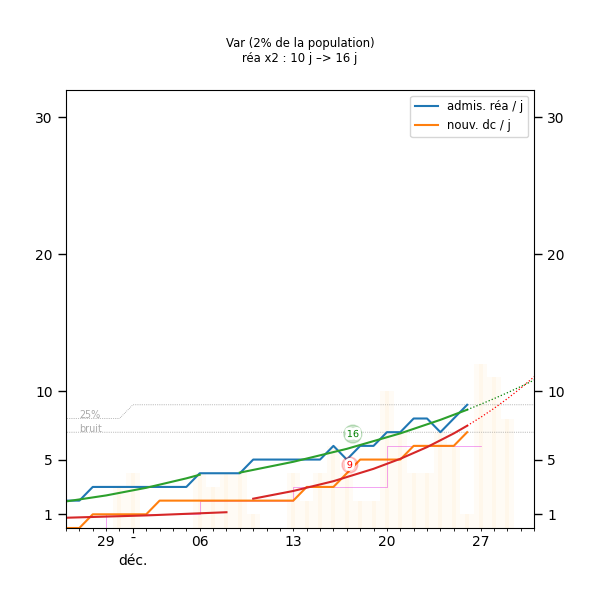 Var (2% de la population)
réa x2 : 10 j –> 16 j
admis. réa / j
nouv. dc / j
30 30
20 20
10 10
25%
bruit
16
9
5 5
1 1
29 - 06 13 20 27
déc.